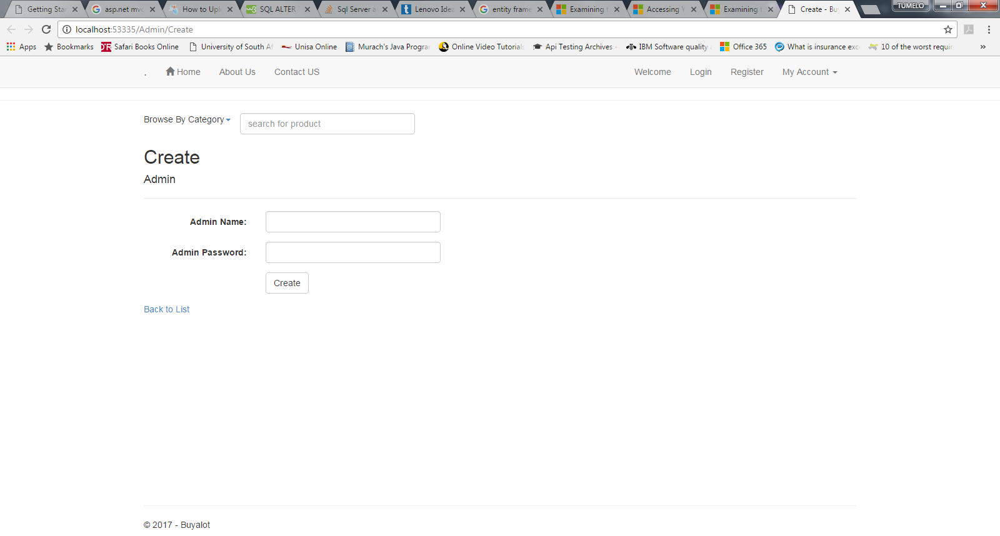 Getting Star asp.net mvc How to Upl SQL ALTER Sql Server a Lenovo Idea entity frame Examining t Accessing Y Examining t Create - Bu TUMELO
localhost:53335/Admin/Create
Apps Bookmarks Safari Books Online University of South Af Unisa Online Murach's Java Progra Online Video Tutorials Api Testing Archives - IBM Software quality Office 365 What is insurance exc 10 of the worst requi »
. Home About Us Contact US Welcome Login Register My Account
Browse By Category search for product
Create
Admin
Admin Name:
Admin Password:
Create
Back to List
© 2017 - Buyalot